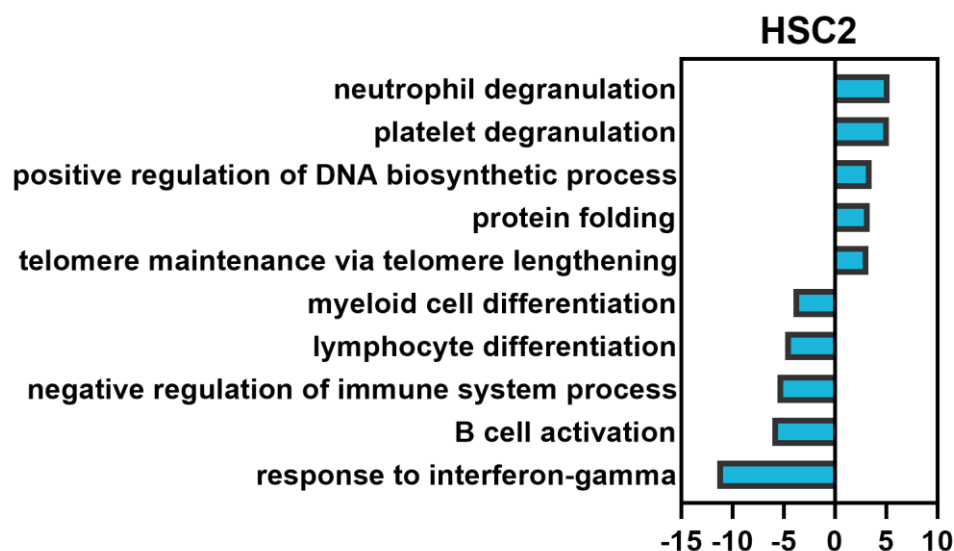 HSC2
neutrophil degranulation
platelet degranulation
positive regulation of DNA biosynthetic process
protein folding
telomere maintenance via telomere lengthening
myeloid cell differentiation
lymphocyte differentiation
negative regulation of immune system process
B cell activation
response to interferon-gamma
-15 -10 -5 0 5 10